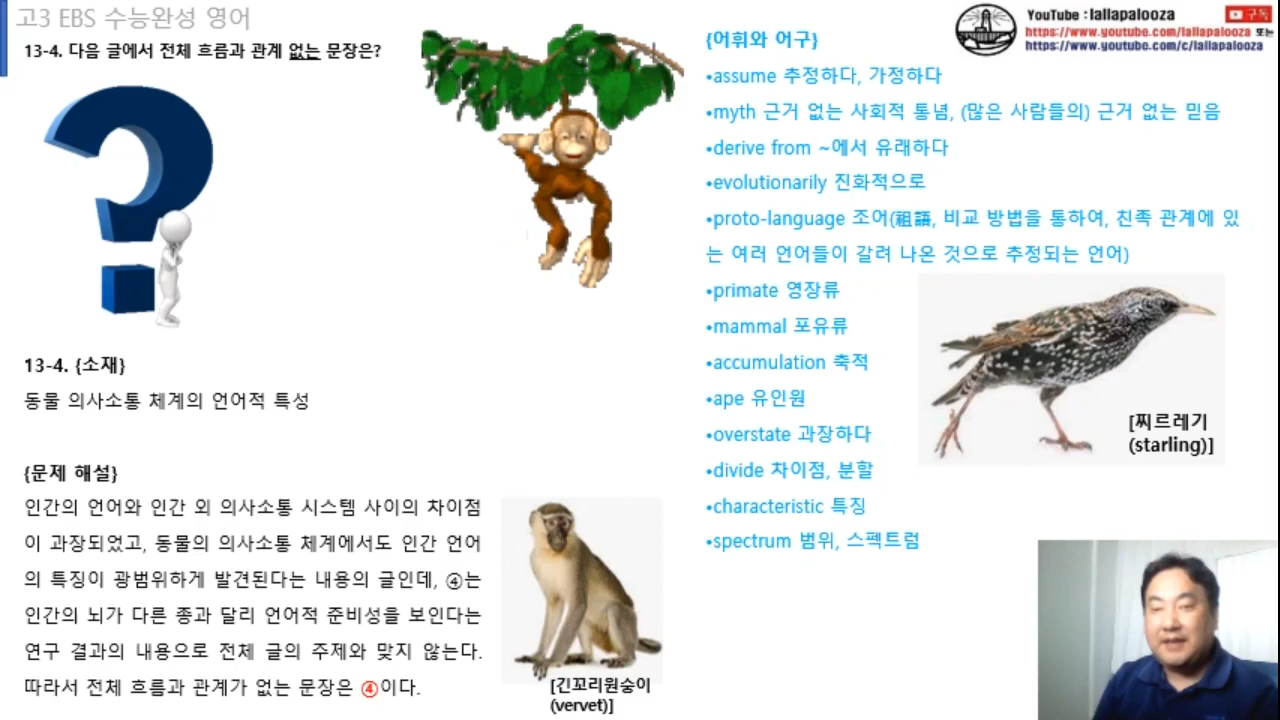 고3 EBS 수능완성 영어
13-4. 다음 글에서 전체 흐름과 관계 없는 문장은?
13-4. {소재}
동물 의사소통 체계의 언어적 특성
{문제 해설}
인간의 언어와 인간 외 의사소통 시스템 사이의 차이점
이 과장되었고, 동물의 의사소통 체계에서도 인간 언어
의 특징이 광범위하게 발견된다는 내용의 글인데, ④는
인간의 뇌가 다른 종과 달리 언어적 준비성을 보인다는
연구 결과의 내용으로 전체 글의 주제와 맞지 않는다.
따라서 전체 흐름과 관계가 없는 문장은 ④이다.
[긴꼬리원숭이
(vervet)]
{어휘와 어구}
•assume 추정하다, 가정하다
•myth 근거 없는 사회적 통념, (많은 사람들의) 근거 없는 믿음
•derive from ~에서 유래하다
•evolutionarily 진화적으로
•proto-language 조어(祖語, 비교 방법을 통하여, 친족 관계에 있
는 여러 언어들이 갈려 나온 것으로 추정되는 언어)
•primate 영장류
•mammal 포유류
•accumulation 축적
•ape 유인원
•overstate 과장하다
•divide 차이점, 분할
•characteristic 특징
•spectrum 범위, 스펙트럼
[찌르레기
(starling)]
YouTube : lallapalooza
구독
https://www.youtube.com/lallapalooza 또는
https://www.youtube.com/c/lallapalooza